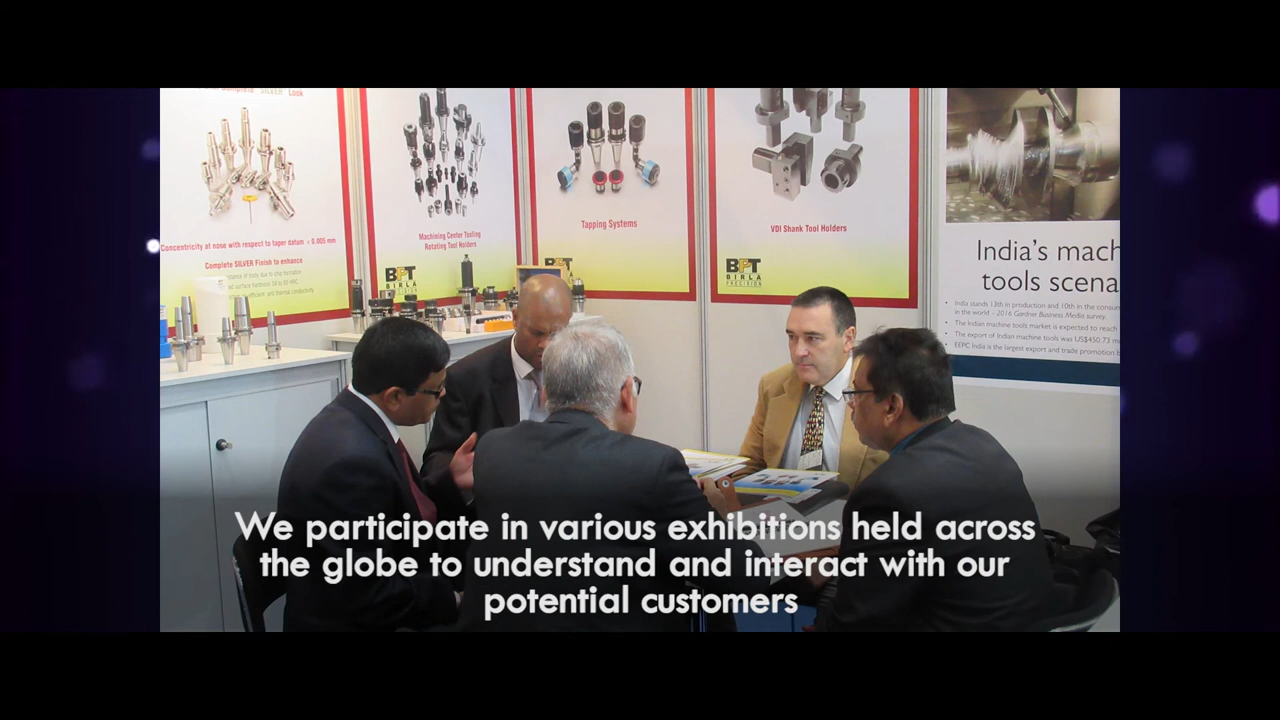 Complete "SILVER" Look
Concentricity at nose with respect to taper datum < 0.005 mm
Complete SILVER Finish to enhance
Machining Center Tooling
Rotating Tool Holders
BPT
Tapping Systems
VDI Shank Tool Holders
BPT
BIRLA
PRECISION
India's mach
tools scena
India stands 13th in production and 10th in the consum
in the world – 2016 Gardner Business Media survey.
The Indian machine tools market is expected to reach
The export of Indian machine tools was US$450.73 m
EEPC India is the largest export and trade promotion b
We participate in various exhibitions held across
the globe to understand and interact with our
potential customers